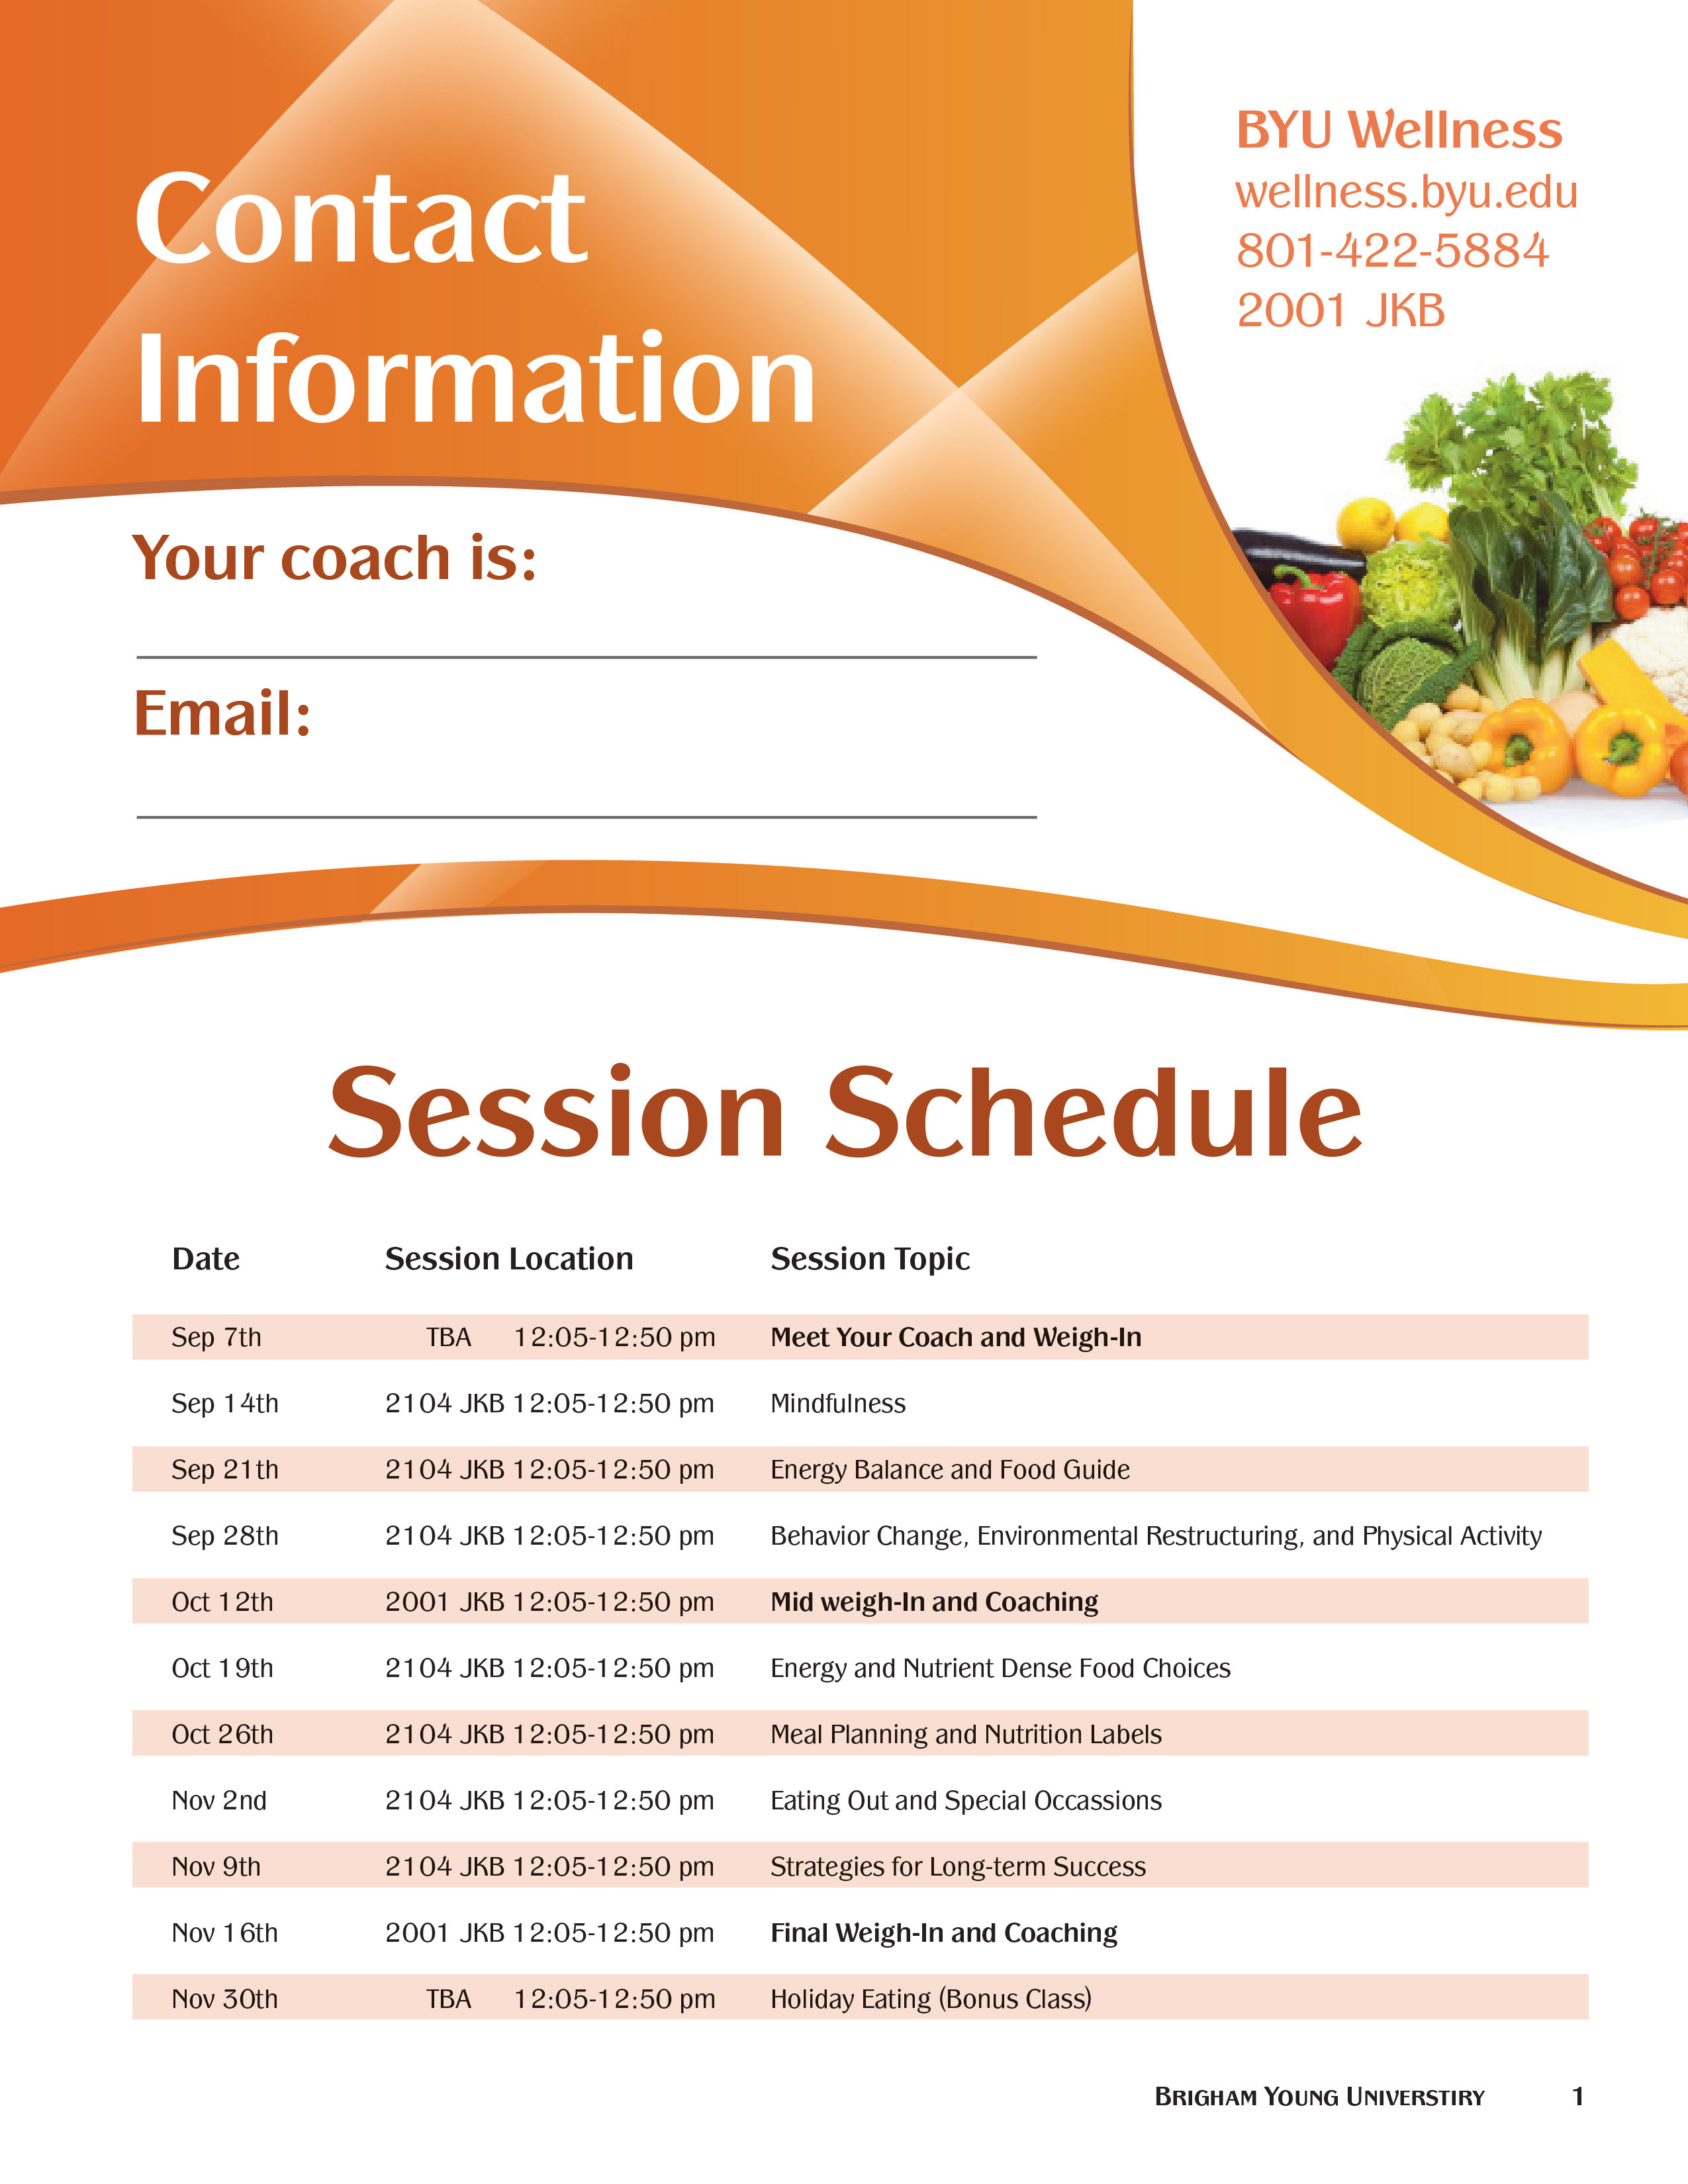 Contact
Information
BYU Wellness
wellness.byu.edu
801-422-5884
2001 JKB
Your coach is:
Email:
Session Schedule
Date Session Location Session Topic
Sep 7th TBA 12:05-12:50 pm Meet Your Coach and Weigh-In
Sep 14th 2104 JKB 12:05-12:50 pm Mindfulness
Sep 21th 2104 JKB 12:05-12:50 pm Energy Balance and Food Guide
Sep 28th 2104 JKB 12:05-12:50 pm Behavior Change, Environmental Restructuring, and Physical Activity
Oct 12th 2001 JKB 12:05-12:50 pm Mid weigh-In and Coaching
Oct 19th 2104 JKB 12:05-12:50 pm Energy and Nutrient Dense Food Choices
Oct 26th 2104 JKB 12:05-12:50 pm Meal Planning and Nutrition Labels
Nov 2nd 2104 JKB 12:05-12:50 pm Eating Out and Special Occassions
Nov 9th 2104 JKB 12:05-12:50 pm Strategies for Long-term Success
Nov 16th 2001 JKB 12:05-12:50 pm Final Weigh-In and Coaching
Nov 30th TBA 12:05-12:50 pm Holiday Eating (Bonus Class)
Brigham Young Universtiry 1